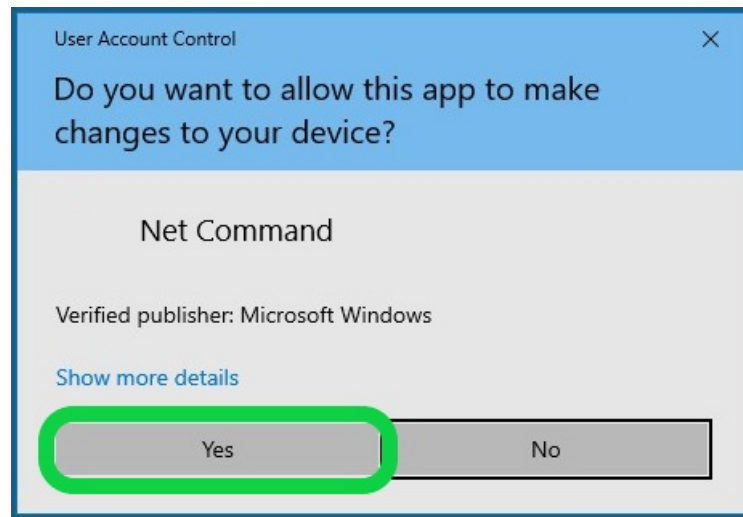 User Account Control
Do you want to allow this app to make
changes to your device?
Net Command
Verified publisher: Microsoft Windows
Show more details
Yes
No